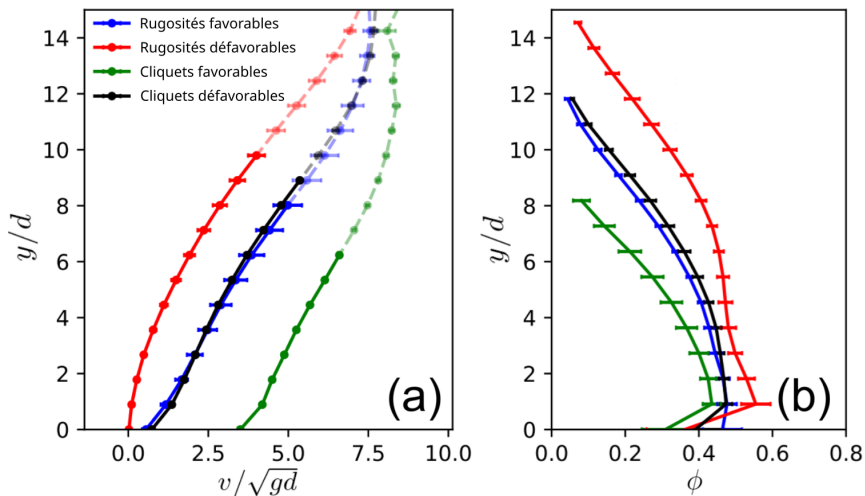 Rugosités favorables
Rugosités défavorables
Cliquets favorables
Cliquets défavorables
14
12
10
8
6
4
2
0
y/d
0.0 2.5 5.0 7.5 10.0
v/√gd
(a)
14
12
10
8
6
4
2
0
y/d
0.0 0.2 0.4 0.6 0.8
ϕ
(b)